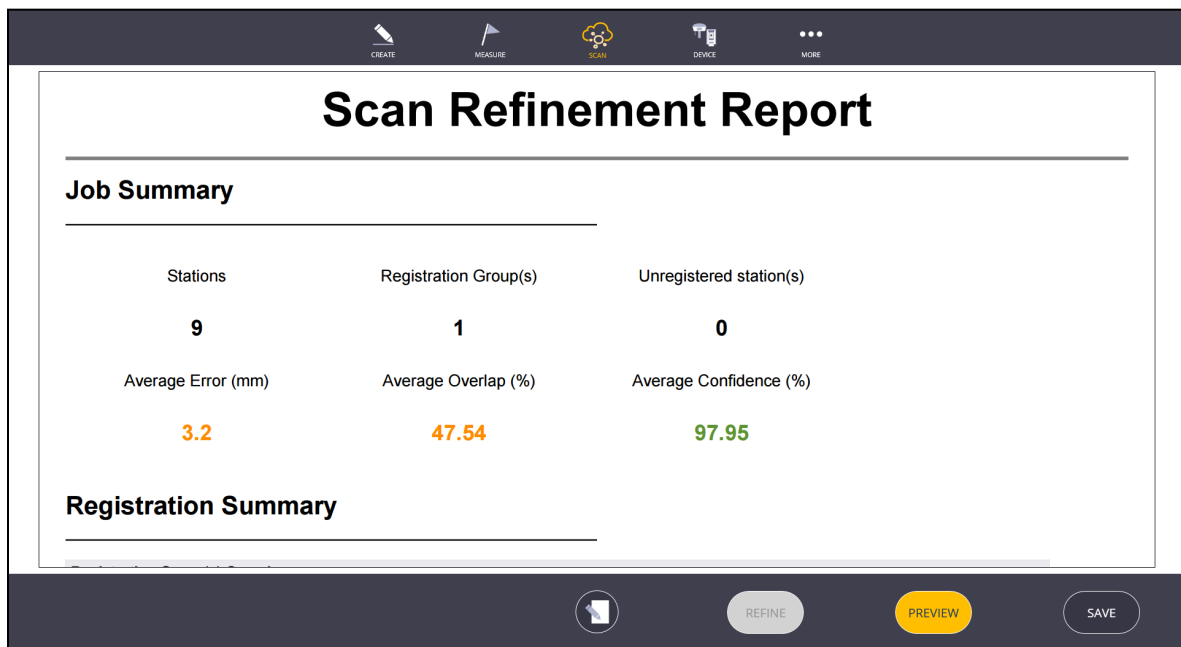 CREATE MEASURE SCAN DEVICE MORE
Scan Refinement Report
Job Summary
Stations Registration Group(s) Unregistered station(s)
9 1 0
Average Error (mm) Average Overlap (%) Average Confidence (%)
3.2 47.54 97.95
Registration Summary
REFINE PREVIEW SAVE